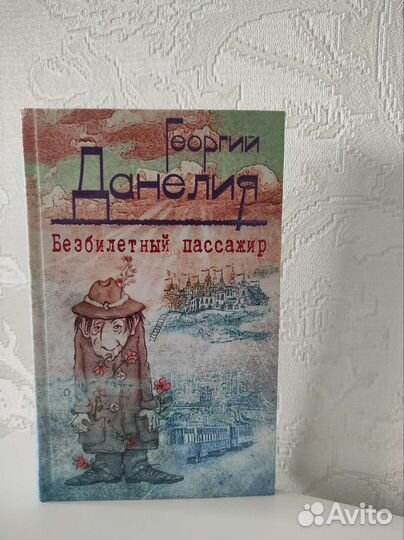 Георгий
Данелия
Безбилетный пассажир
Avito